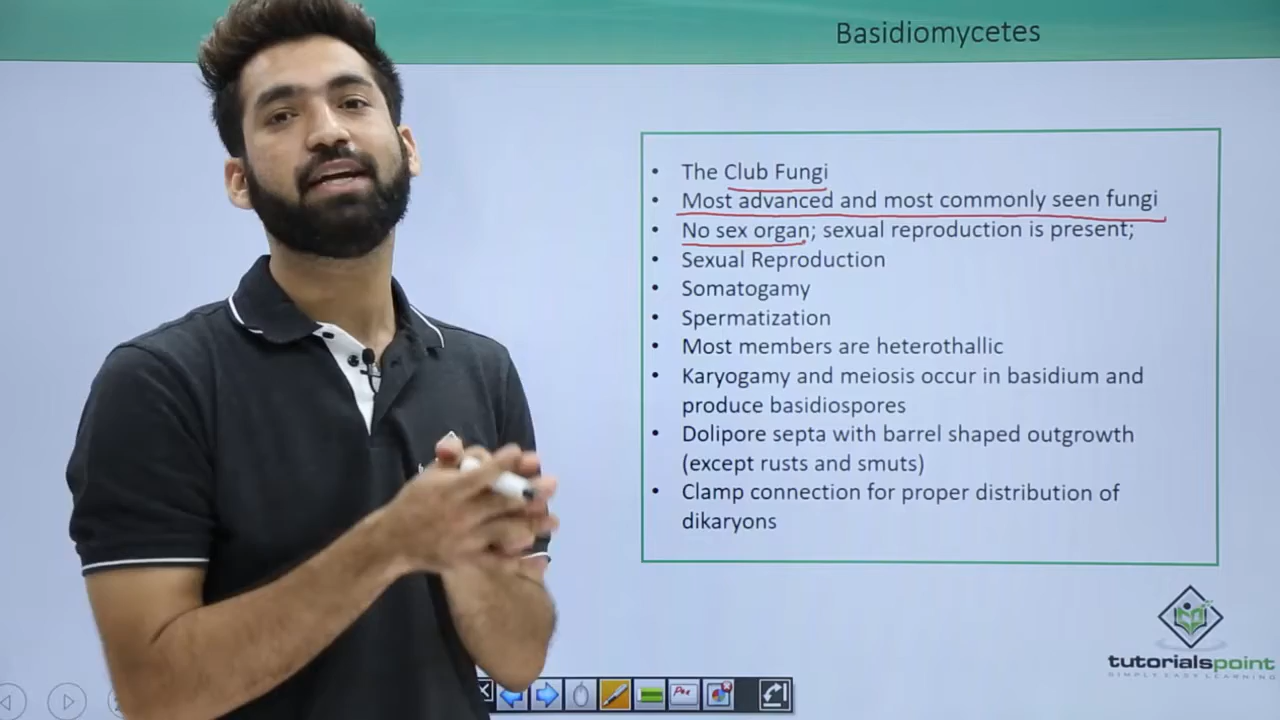 Basidiomycetes
• The Club Fungi
• Most advanced and most commonly seen fungi
• No sex organ; sexual reproduction is present;
• Sexual Reproduction
• Somatogamy
• Spermatization
• Most members are heterothallic
• Karyogamy and meiosis occur in basidium and
produce basidiospores
• Dolipore septa with barrel shaped outgrowth
(except rusts and smuts)
• Clamp connection for proper distribution of
dikaryons
tutorialspoint
SIMPLY EASY LEARNING
Pen